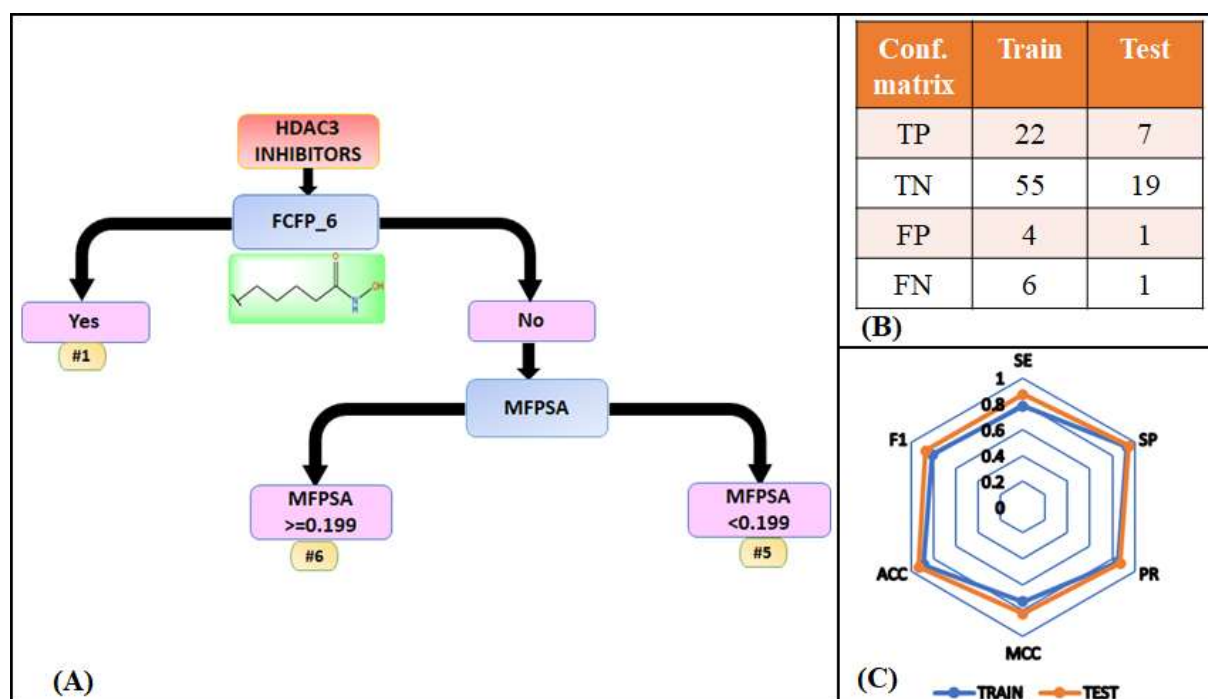 HDAC3
INHIBITORS
FCFP_6
O
OH
N
H
Yes
#1
No
MFPSA
MFPSA
>=0.199
#6
MFPSA
<0.199
#5
(A)
Conf. matrix Train Test
TP 22 7
TN 55 19
FP 4 1
FN 6 1
(B)
SE
1
0.8
0.6
0.4
0.2
0
SP
PR
MCC
ACC
F1
(C)
TRAIN TEST